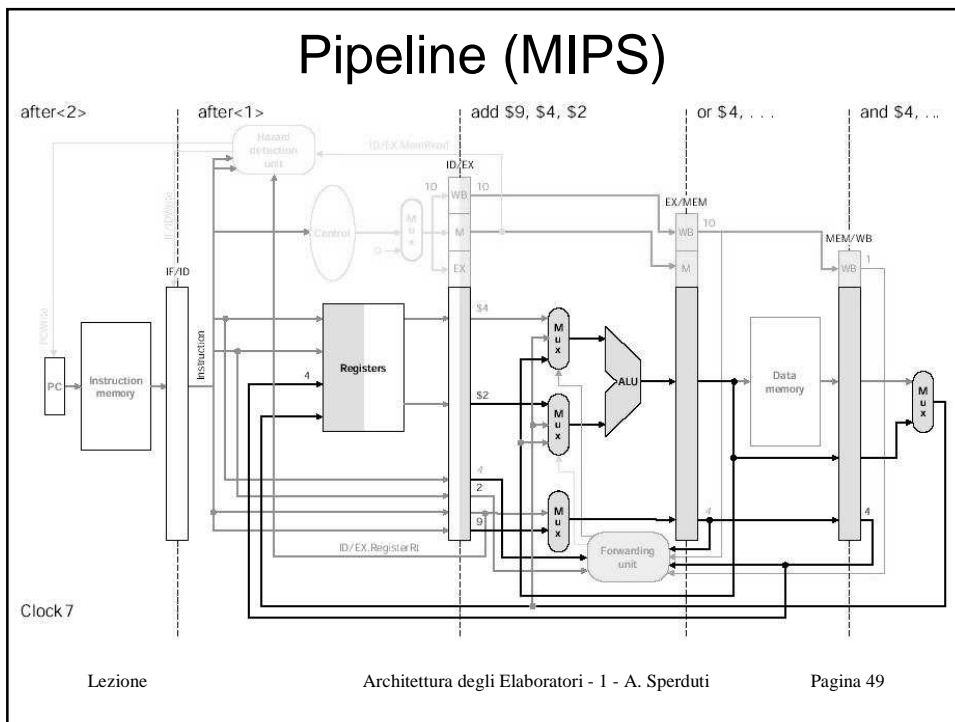 Pipeline (MIPS)
after<2> after<1> add $9, $4, $2 or $4, . . . and $4, ...
Hazard
detection
unit
ID/EX.MemRead
ID/EX
10
WB
10
EX/MEM
IF/IDWrite
Control
M
u
x
0
M
WB
10
MEM/WB
EX
M
WB
1
IF/ID
PCWrite
$4
M
u
x
Instruction
PC
Instruction
memory
4
Registers
ALU
Data
memory
M
u
x
$2
M
u
x
4
2
9
M
u
x
4
4
ID/EX.RegisterRt
Forwarding
unit
Clock 7
Lezione Architettura degli Elaboratori - 1 - A. Sperduti Pagina 49